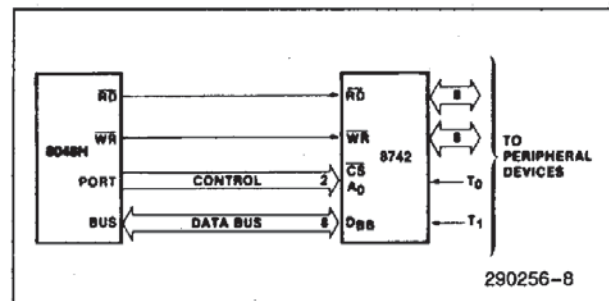 RD RD 8
WR WR 8
8048H 8742 TO
PERIPHERAL
DEVICES
PORT CONTROL 2 CS
A0 T0
BUS DATA BUS 8 DBB T1
290256-8